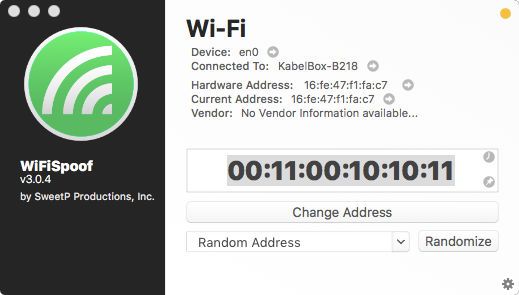 Wi-Fi
Device: en0
Connected To: KabelBox-B218
Hardware Address: 16:fe:47:f1:fa:c7
Current Address: 16:fe:47:f1:fa:c7
Vendor: No Vendor Information available...
WiFiSpoof
v3.0.4
by SweetP Productions, Inc.
00:11:00:10:10:11
Change Address
Random Address
Randomize